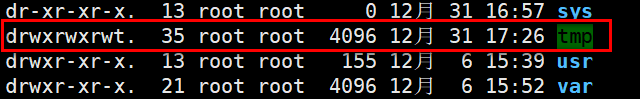 dr-xr-xr-x.  13 root root    0 12月  31 16:57 sys
drwxrwxrwt.  35 root root 4096 12月  31 17:26 tmp
drwxr-xr-x.  13 root root  155 12月   6 15:39 usr
drwxr-xr-x.  21 root root 4096 12月   6 15:52 var